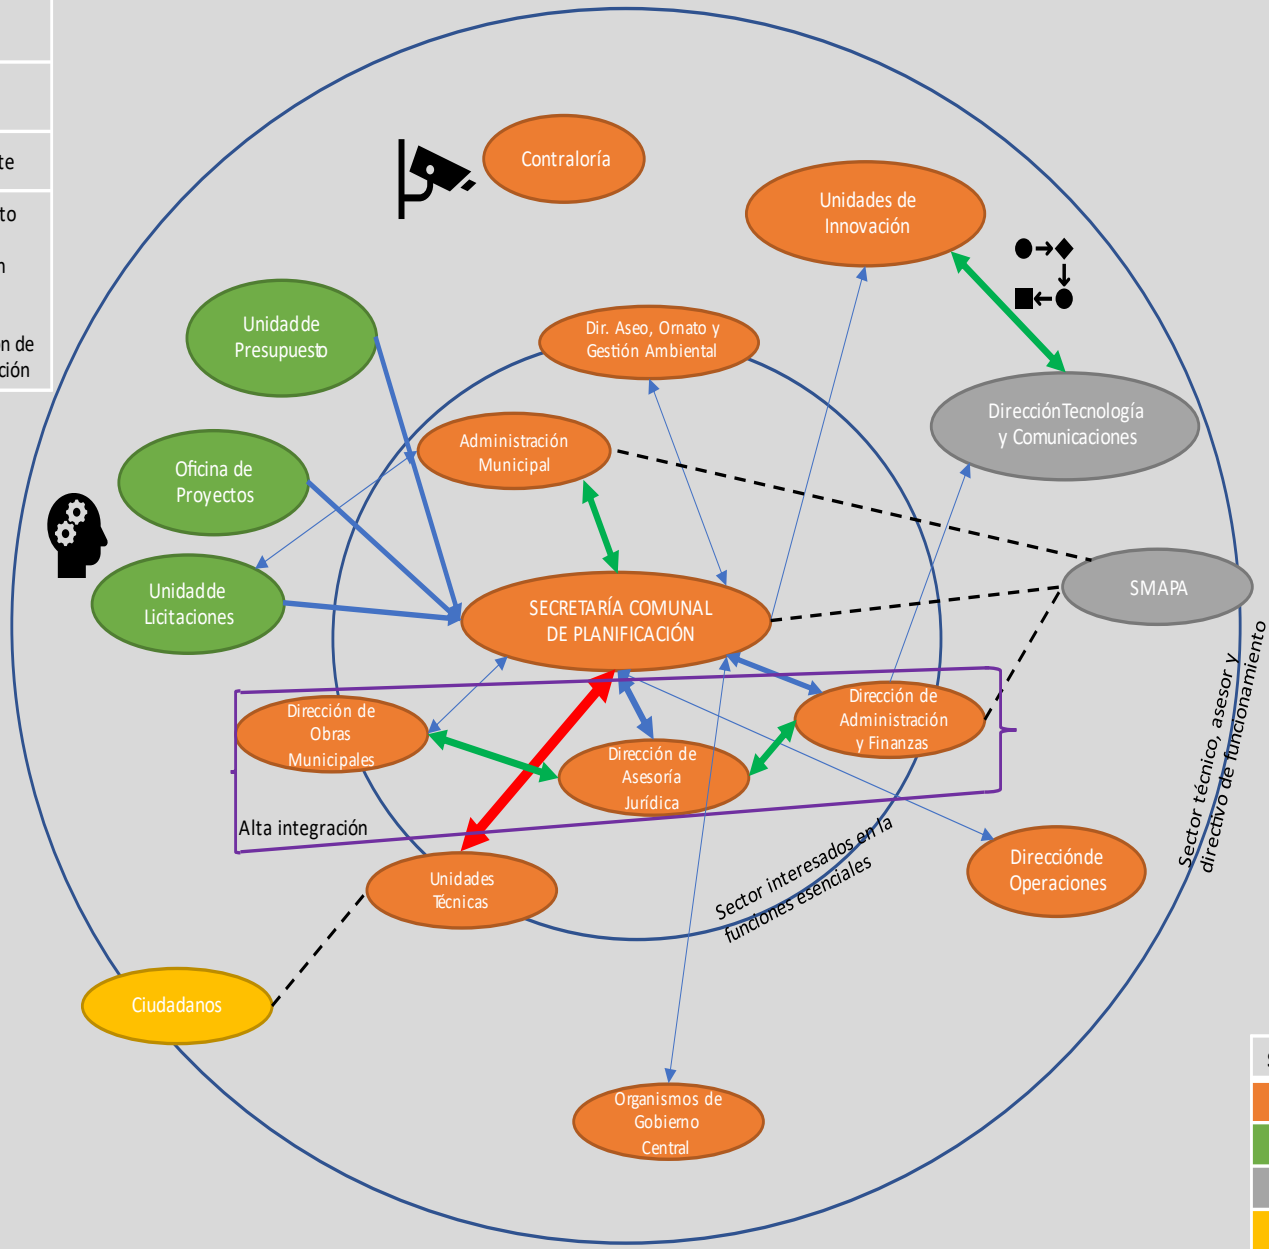 te
to
n
n de
ción
Contraloría
Unidades de
Innovación
Unidad de
Presupuesto
Dir. Aseo, Ornato y
Gestión Ambiental
Dirección Tecnología
y Comunicaciones
Administración
Municipal
Oficina de
Proyectos
Unidad de
Licitaciones
SECRETARÍA COMUNAL
DE PLANIFICACIÓN
SMAPA
Dirección de
Obras
Municipales
Dirección de
Asesoría
Jurídica
Dirección de
Administración
y Finanzas
Alta integración
Sector técnico, asesor y
directivo de funcionamiento
Unidades
Técnicas
Sector interesados en la
funciones esenciales
Dirección de
Operaciones
Ciudadanos
Organismos de
Gobierno
Central